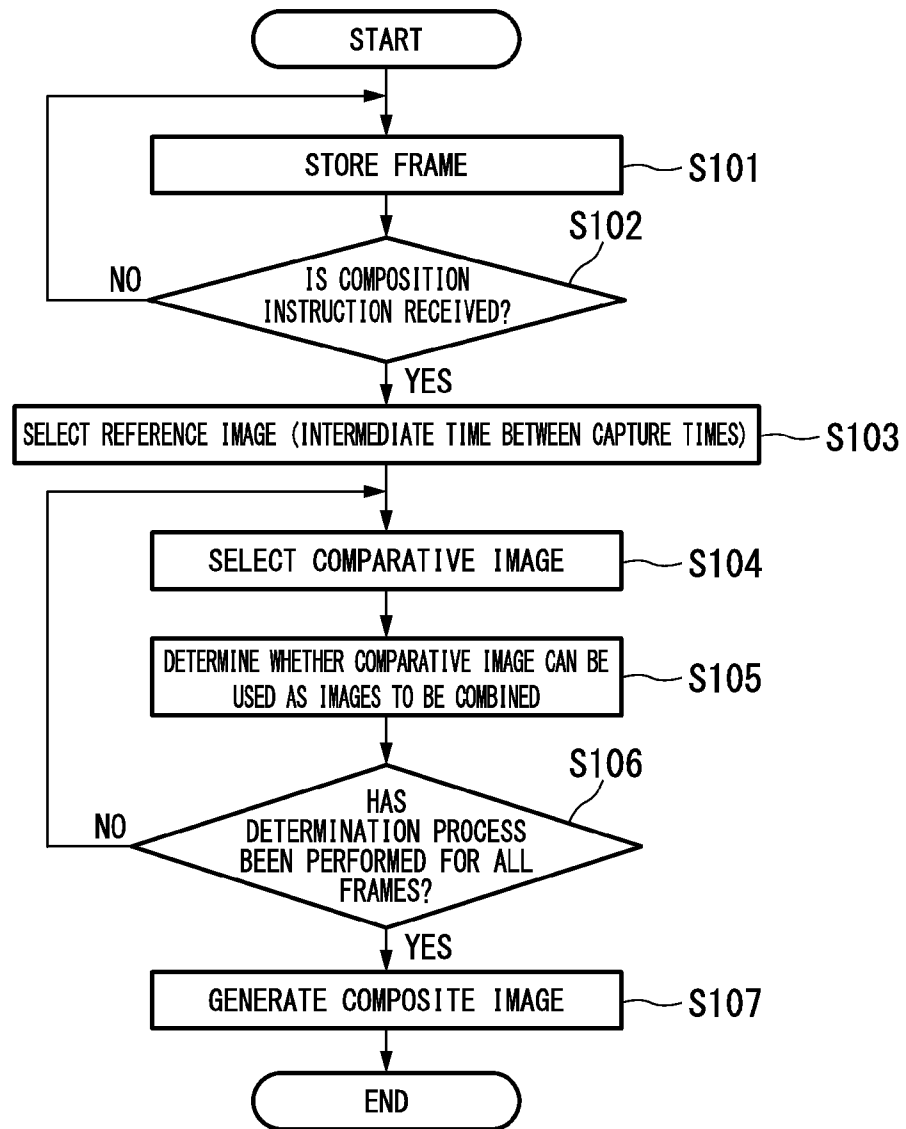 START
STORE FRAME
S101
S102
IS COMPOSITION
INSTRUCTION RECEIVED?
NO
YES
SELECT REFERENCE IMAGE (INTERMEDIATE TIME BETWEEN CAPTURE TIMES)
S103
SELECT COMPARATIVE IMAGE
S104
DETERMINE WHETHER COMPARATIVE IMAGE CAN BE
USED AS IMAGES TO BE COMBINED
S105
S106
HAS
DETERMINATION PROCESS
BEEN PERFORMED FOR ALL
FRAMES?
NO
YES
GENERATE COMPOSITE IMAGE
S107
END